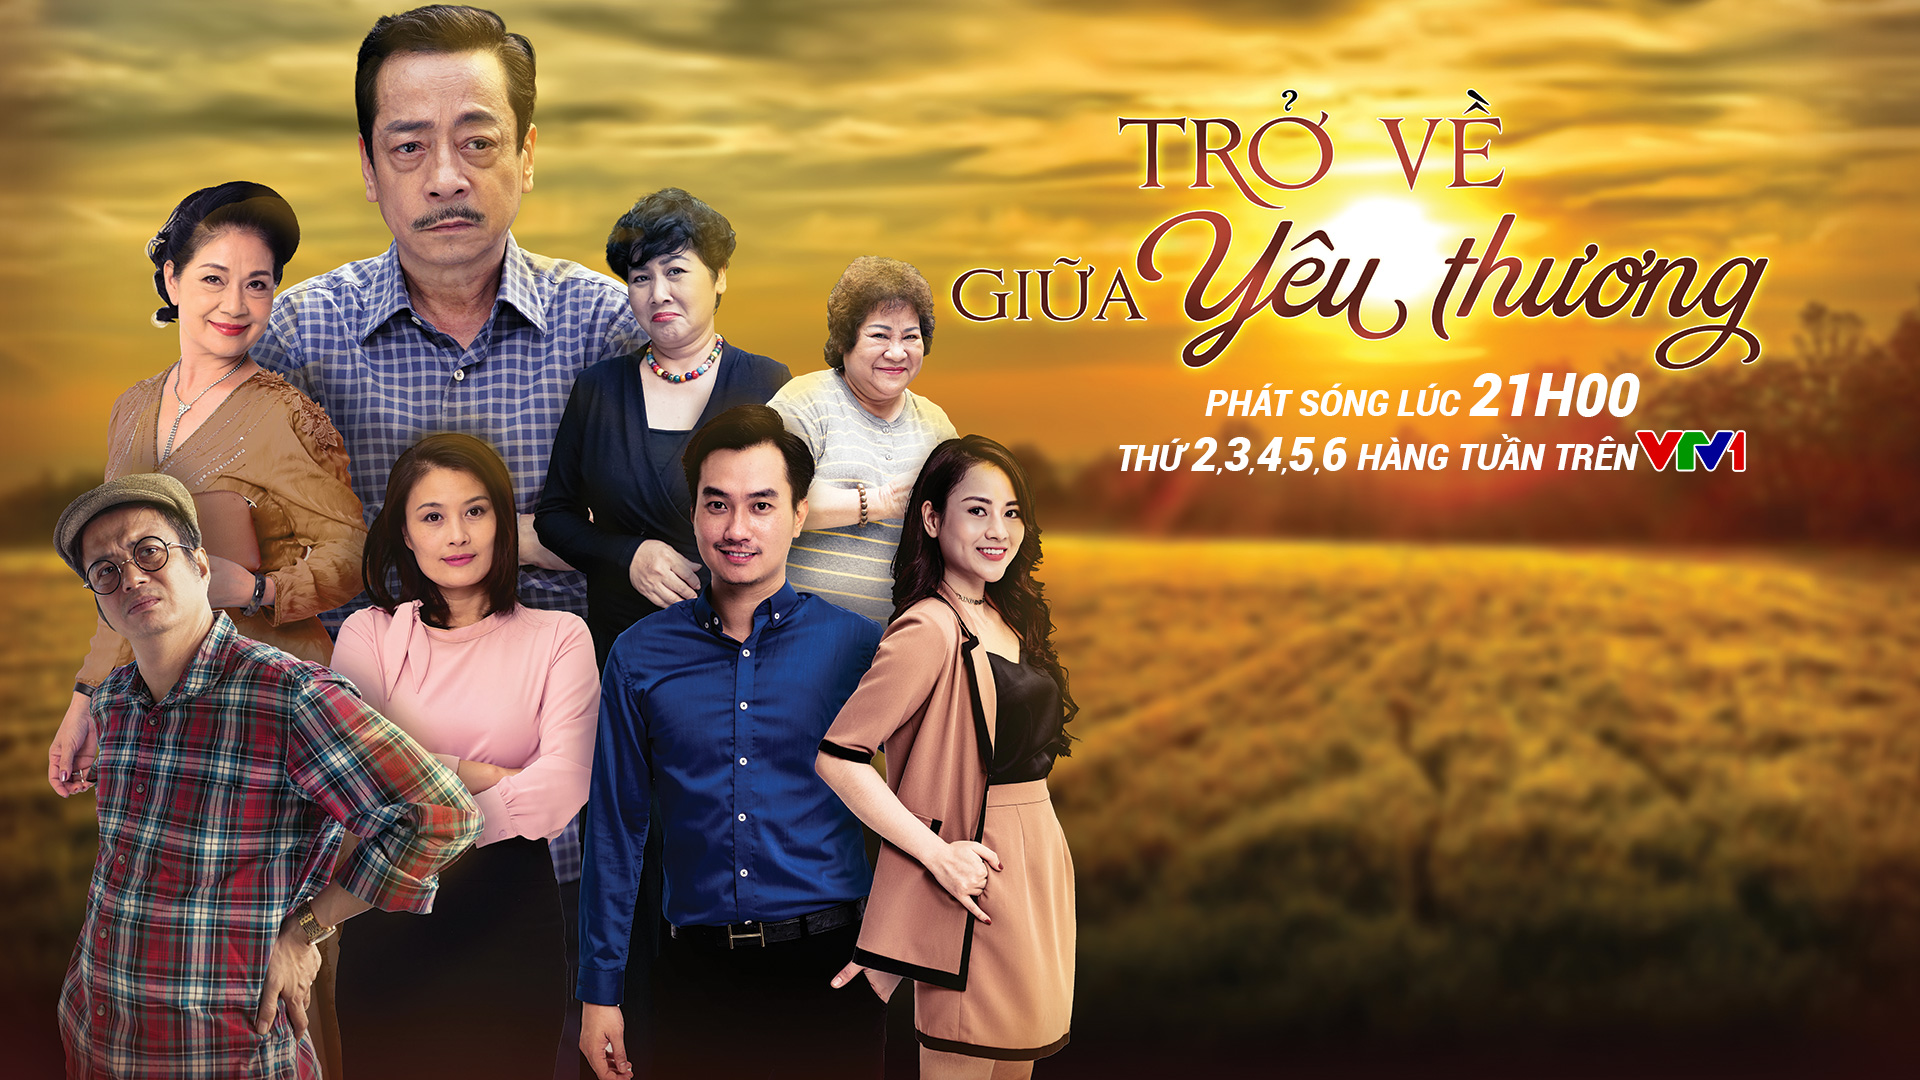 TRỞ VỀ
GIỮA Yêu thương
PHÁT SÓNG LÚC 21H00
THỨ 2,3,4,5,6 HÀNG TUẦN TRÊN VTV1